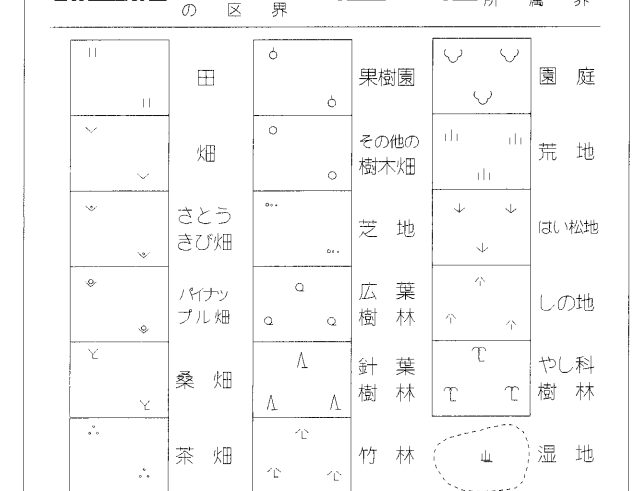 の 区 界
所 属 界
田
畑
さとう
きび畑
パイナッ
プル畑
桑 畑
茶 畑
果樹園
その他の
樹木畑
芝 地
広 葉
樹 林
針 葉
樹 林
竹 林
園 庭
荒 地
はい松地
しの地
やし科
樹 林
湿 地